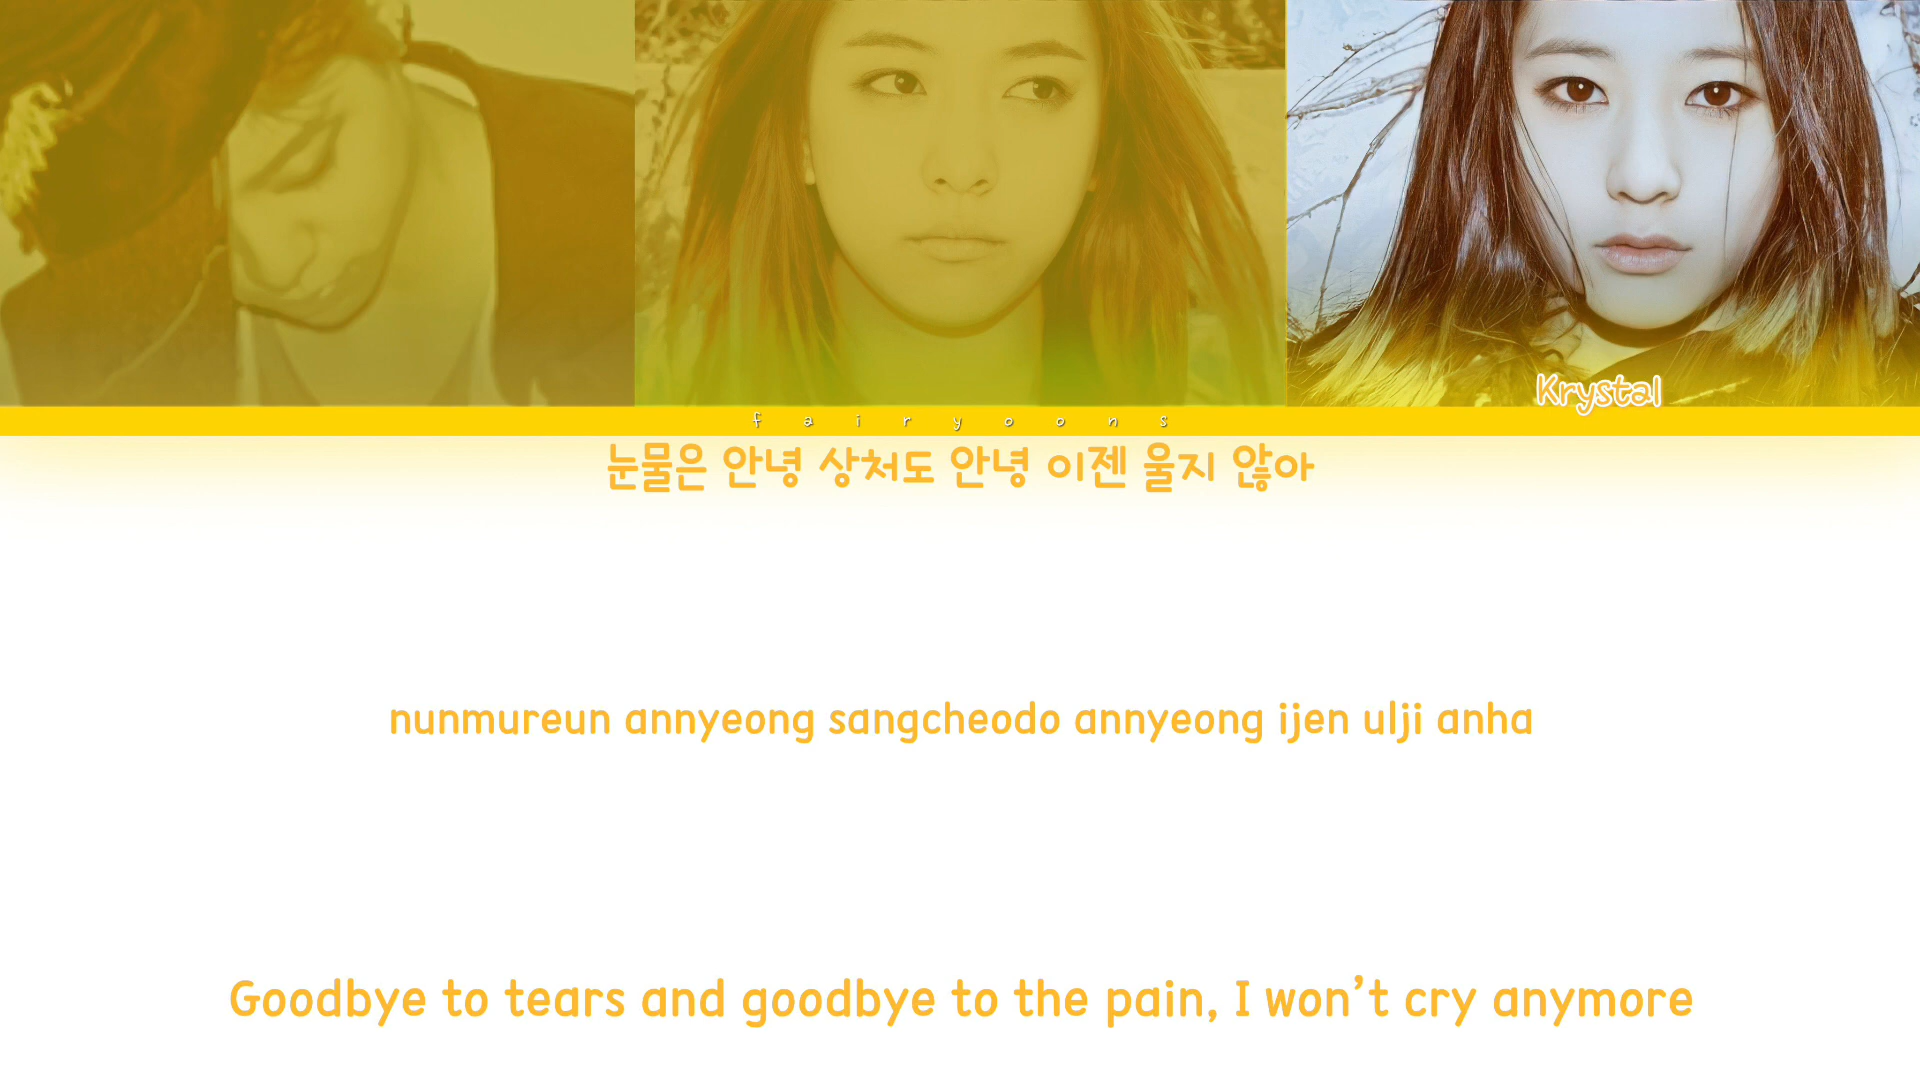 Krystal
fairyoons
눈물은 안녕 상처도 안녕 이젠 울지 않아
nunmureun annyeong sangcheodo annyeong ijen ulji anha
Goodbye to tears and goodbye to the pain, I won't cry anymore